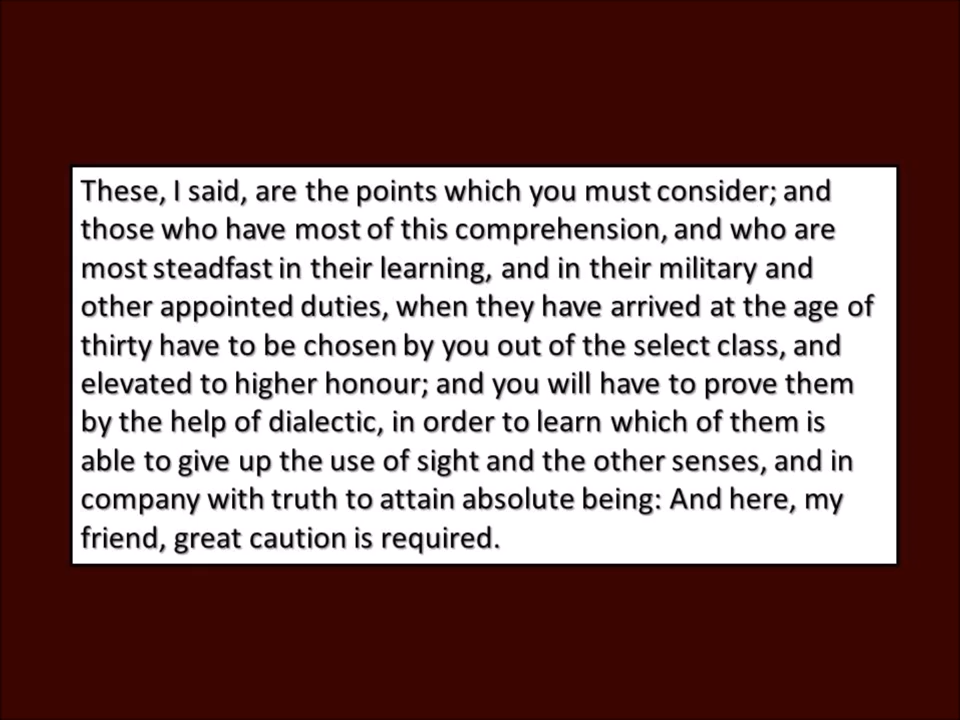 These, I said, are the points which you must consider; and
those who have most of this comprehension, and who are
most steadfast in their learning, and in their military and
other appointed duties, when they have arrived at the age of
thirty have to be chosen by you out of the select class, and
elevated to higher honour; and you will have to prove them
by the help of dialectic, in order to learn which of them is
able to give up the use of sight and the other senses, and in
company with truth to attain absolute being: And here, my
friend, great caution is required.